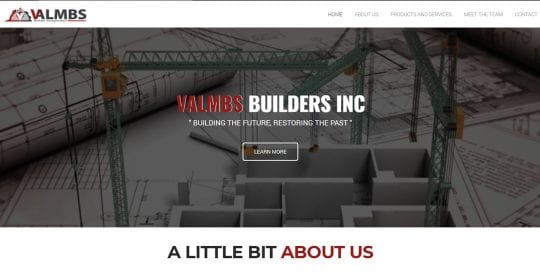 VALMBS
HOME ABOUT US PRODUCTS AND SERVICES MEET THE TEAM CONTACT
VALMBS BUILDERS INC
" BUILDING THE FUTURE, RESTORING THE PAST "
LEARN MORE
A LITTLE BIT ABOUT US